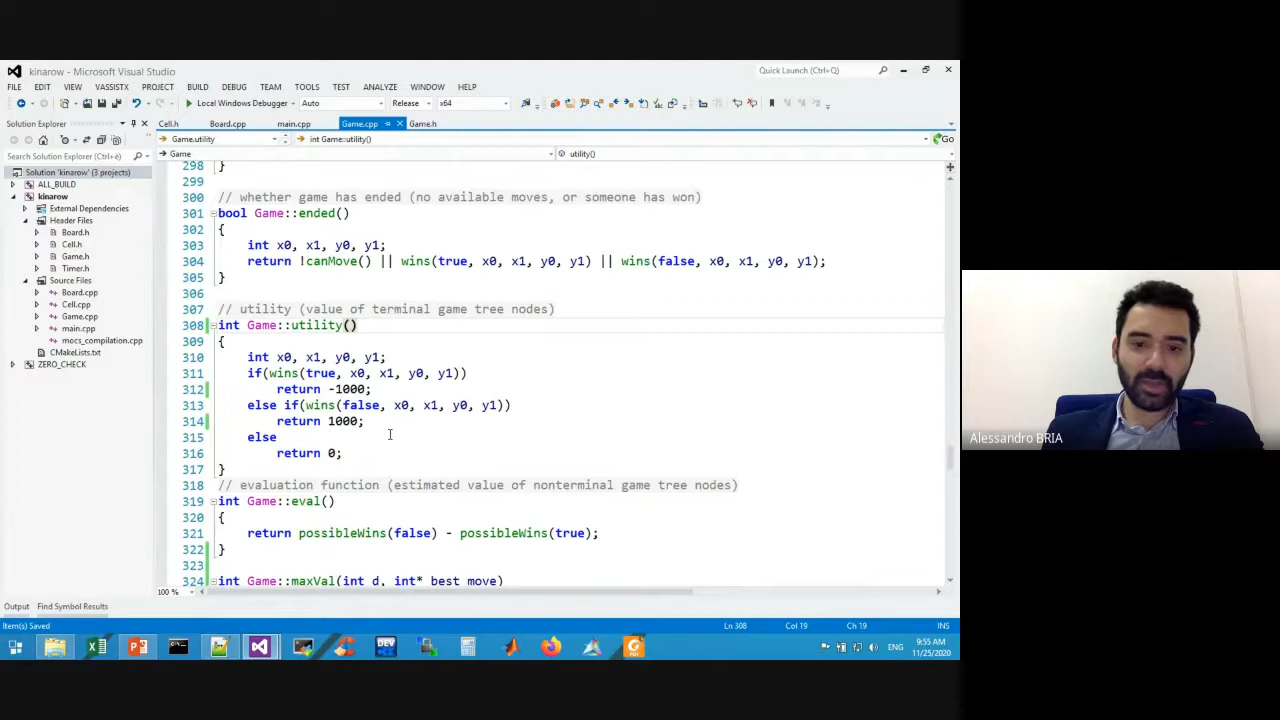 kinarow - Microsoft Visual Studio
Quick Launch (Ctrl+Q)
FILE EDIT VIEW VASSISTX PROJECT BUILD DEBUG TEAM TOOLS TEST ANALYZE WINDOW HELP
Local Windows Debugger Auto Release x64
Solution Explorer
Cell.h Board.cpp main.cpp Game.cpp Game.h
Game.utility int Game::utility() Go
Search Solution Explorer (Ctrl+è)
Game utility()
Solution 'kinarow' (3 projects)
ALL_BUILD
kinarow
External Dependencies
Header Files
Board.h
Cell.h
Game.h
Timer.h
Source Files
Board.cpp
Cell.cpp
Game.cpp
main.cpp
mocs_compilation.cpp
CMakeLists.txt
ZERO_CHECK
298 }
299
300 // whether game has ended (no available moves, or someone has won)
301 bool Game::ended()
302 {
303 int x0, x1, y0, y1;
304 return !canMove() || wins(true, x0, x1, y0, y1) || wins(false, x0, x1, y0, y1);
305 }
306
307 // utility (value of terminal game tree nodes)
308 int Game::utility()
309 {
310 int x0, x1, y0, y1;
311 if(wins(true, x0, x1, y0, y1))
312 return -1000;
313 else if(wins(false, x0, x1, y0, y1))
314 return 1000;
315 else
316 return 0;
317 }
318 // evaluation function (estimated value of nonterminal game tree nodes)
319 int Game::eval()
320 {
321 return possibleWins(false) - possibleWins(true);
322 }
323
324 int Game::maxVal(int d, int* best_move)
100 %
Output Find Symbol Results
Item(s) Saved Ln 308 Col 19 Ch 19 INS
DEV
PDF
ENG
9:55 AM
11/25/2020
Alessandro BRIA